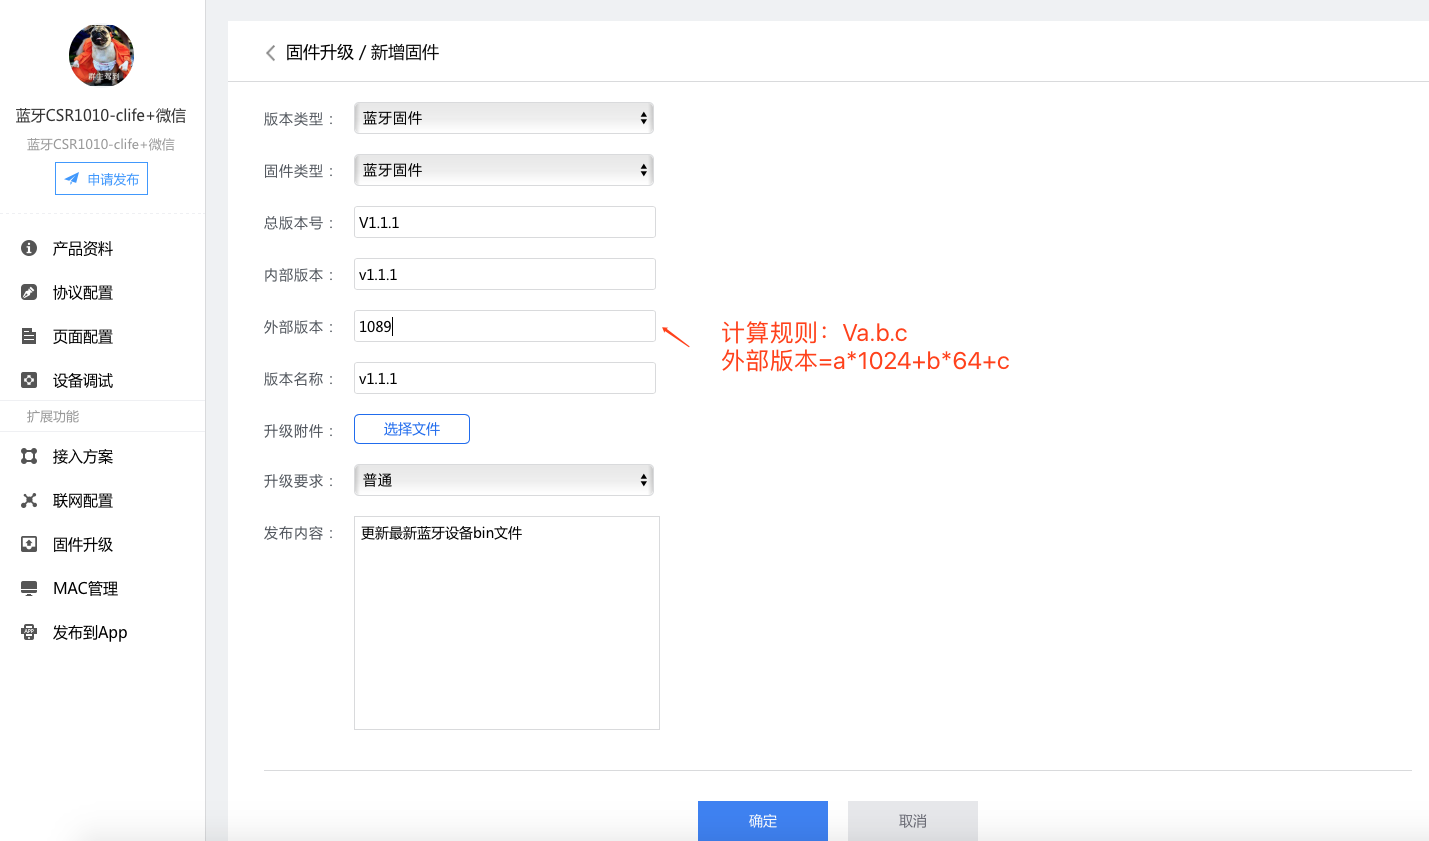 群主驾到
蓝牙CSR1010-clife+微信
蓝牙CSR1010-clife+微信
申请发布
产品资料
协议配置
页面配置
设备调试
扩展功能
接入方案
联网配置
固件升级
MAC管理
发布到App
固件升级 / 新增固件
版本类型： 蓝牙固件
固件类型： 蓝牙固件
总版本号： V1.1.1
内部版本： v1.1.1
外部版本： 1089
计算规则：Va.b.c
外部版本=a*1024+b*64+c
版本名称： v1.1.1
升级附件： 选择文件
升级要求： 普通
发布内容： 更新最新蓝牙设备bin文件
确定 取消